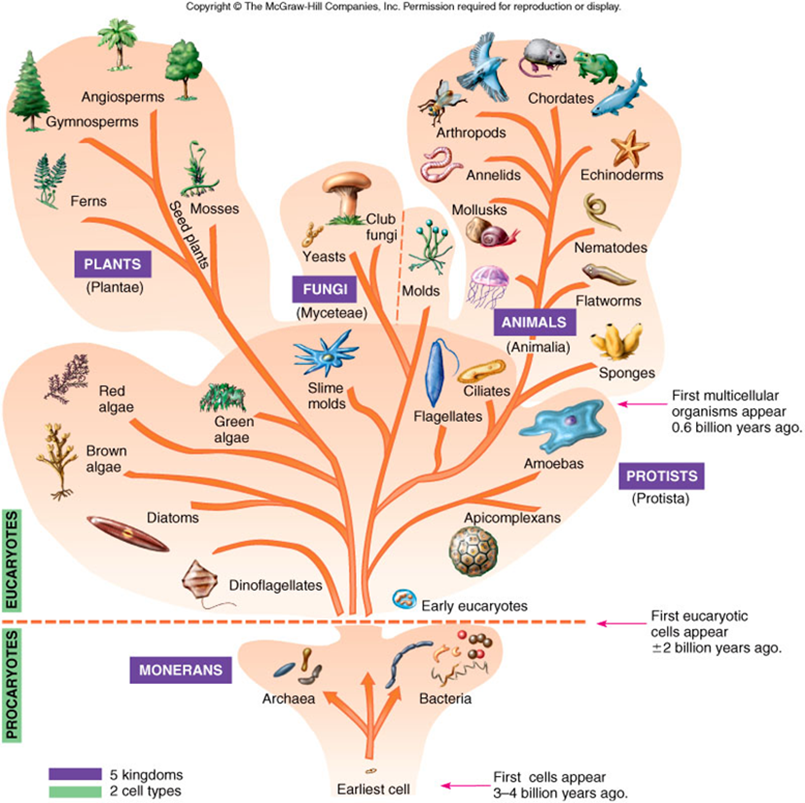 Copyright © The McGraw-Hill Companies, Inc. Permission required for reproduction or display.
Angiosperms
Gymnosperms
Ferns
Mosses
Seed plants
PLANTS
(Plantae)
Club
fungi
Yeasts
FUNGI
(Myceteae)
Molds
Chordates
Arthropods
Annelids
Echinoderms
Mollusks
Nematodes
Flatworms
ANIMALS
(Animalia)
Sponges
Red
algae
Green
algae
Slime
molds
Ciliates
Flagellates
First multicellular
organisms appear
0.6 billion years ago.
Brown
algae
Amoebas
PROTISTS
(Protista)
Diatoms
Apicomplexans
Dinoflagellates
Early eucaryotes
EUCARYOTES
First eucaryotic
cells appear
±2 billion years ago.
PROCARYOTES
MONERANS
Archaea
Bacteria
5 kingdoms
2 cell types
Earliest cell
First cells appear
3–4 billion years ago.